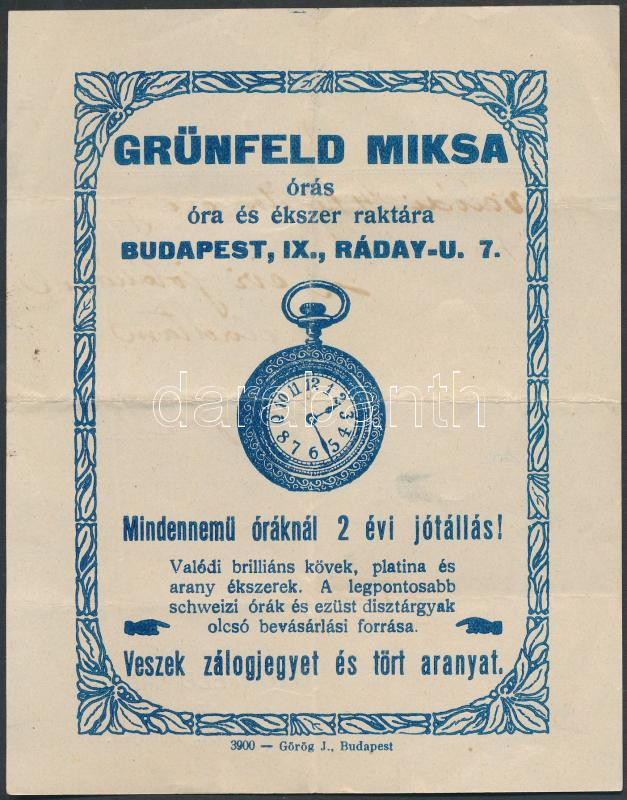 GRÜNFELD MIKSA
órás
óra és ékszer raktára
BUDAPEST, IX., RÁDAY-U. 7.
darabanth
Mindennemű óráknál 2 évi jótállás!
Valódi brilliáns kövek, platina és
arany ékszerek. A legpontosabb
schweizi órák és ezüst disztárgyak
olcsó bevásárlási forrása.
Veszek zálogjegyet és tört aranyat.
3900 — Görög J., Budapest